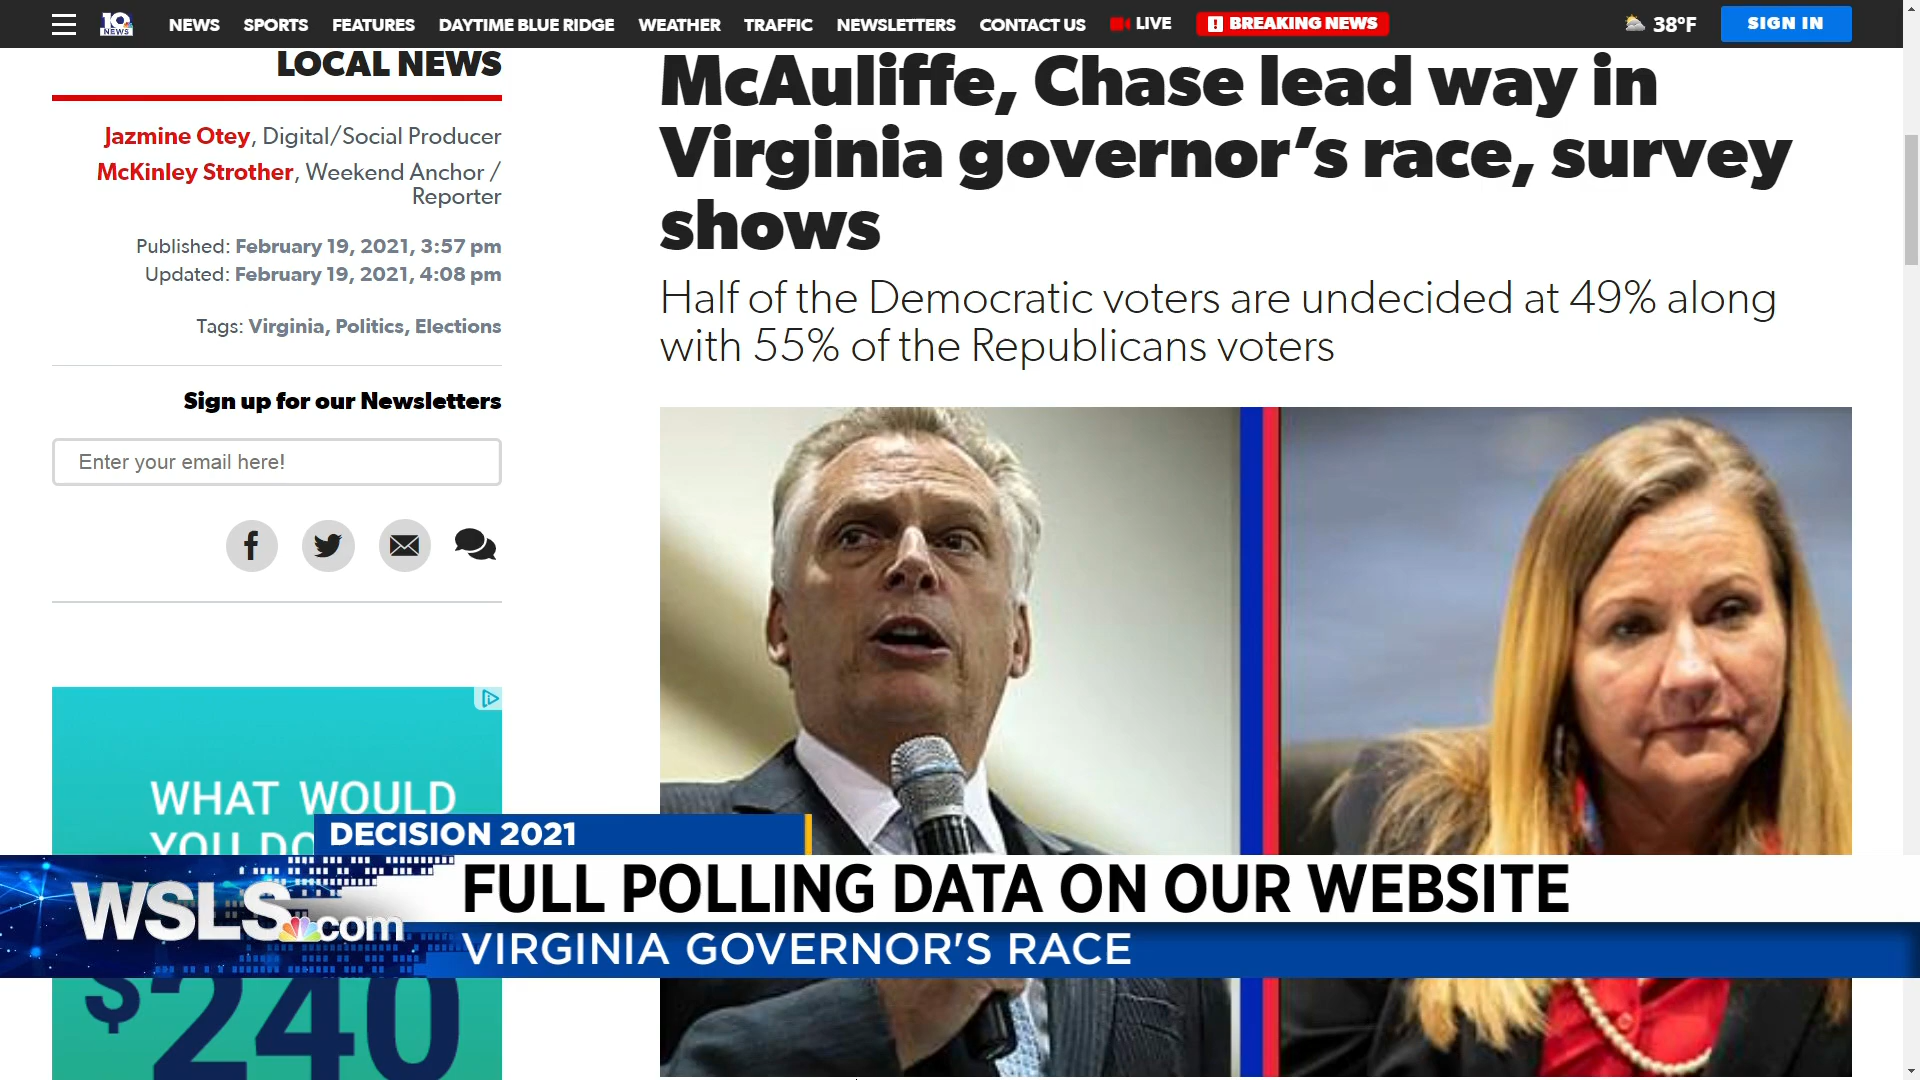 10
NEWS
NEWS SPORTS FEATURES DAYTIME BLUE RIDGE WEATHER TRAFFIC NEWSLETTERS CONTACT US LIVE BREAKING NEWS 38°F SIGN IN
LOCAL NEWS
Jazmine Otey, Digital/Social Producer
McKinley Strother, Weekend Anchor /
Reporter
Published: February 19, 2021, 3:57 pm
Updated: February 19, 2021, 4:08 pm
Tags: Virginia, Politics, Elections
Sign up for our Newsletters
Enter your email here!
McAuliffe, Chase lead way in
Virginia governor’s race, survey
shows
Half of the Democratic voters are undecided at 49% along
with 55% of the Republicans voters
WHAT WOULD
YOU DO
$240
DECISION 2021
WSLS.com
FULL POLLING DATA ON OUR WEBSITE
VIRGINIA GOVERNOR'S RACE